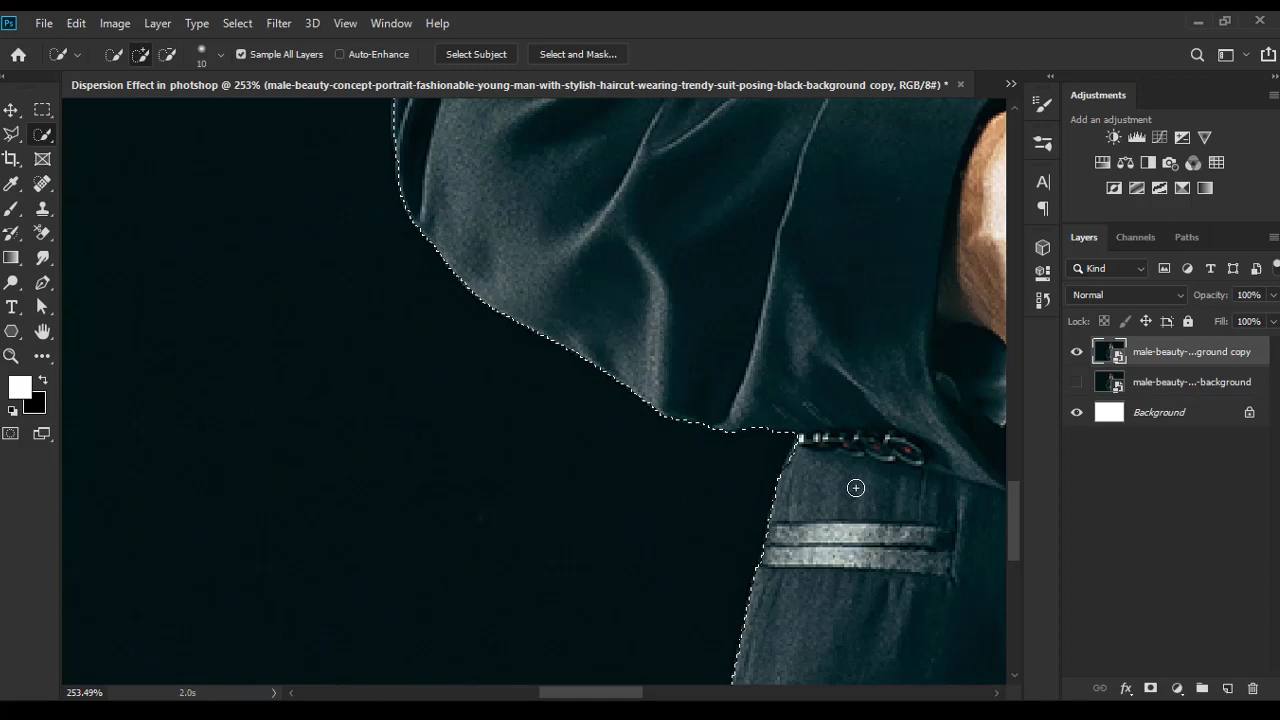 Ps File Edit Image Layer Type Select Filter 3D View Window Help
10 Sample All Layers Auto-Enhance Select Subject Select and Mask...
Dispersion Effect in photshop @ 253% (male-beauty-concept-portrait-fashionable-young-man-with-stylish-haircut-wearing-trendy-suit-posing-black-background copy, RGB/8#) *
Adjustments
Add an adjustment
Layers Channels Paths
Kind
Normal Opacity: 100%
Lock: Fill: 100%
male-beauty-...ground copy
male-beauty-...-background
Background
253.49% 2.0s